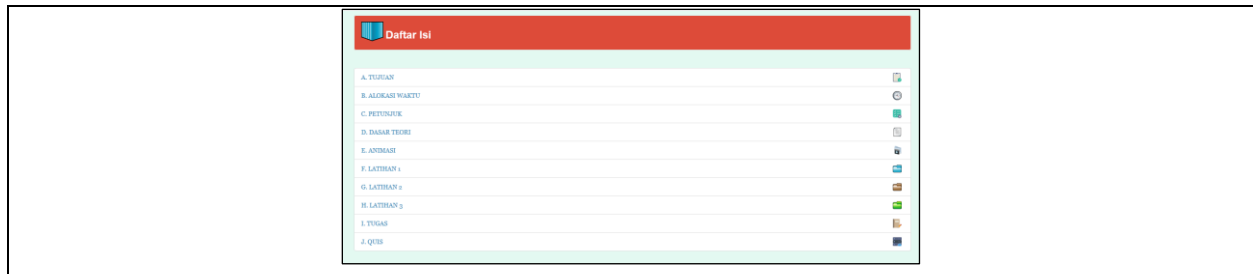 Daftar Isi
A. TUJUAN
B. ALOKASI WAKTU
C. PETUNJUK
D. DASAR TEORI
E. ANIMASI
F. LATIHAN 1
G. LATIHAN 2
H. LATIHAN 3
I. TUGAS
J. QUIS